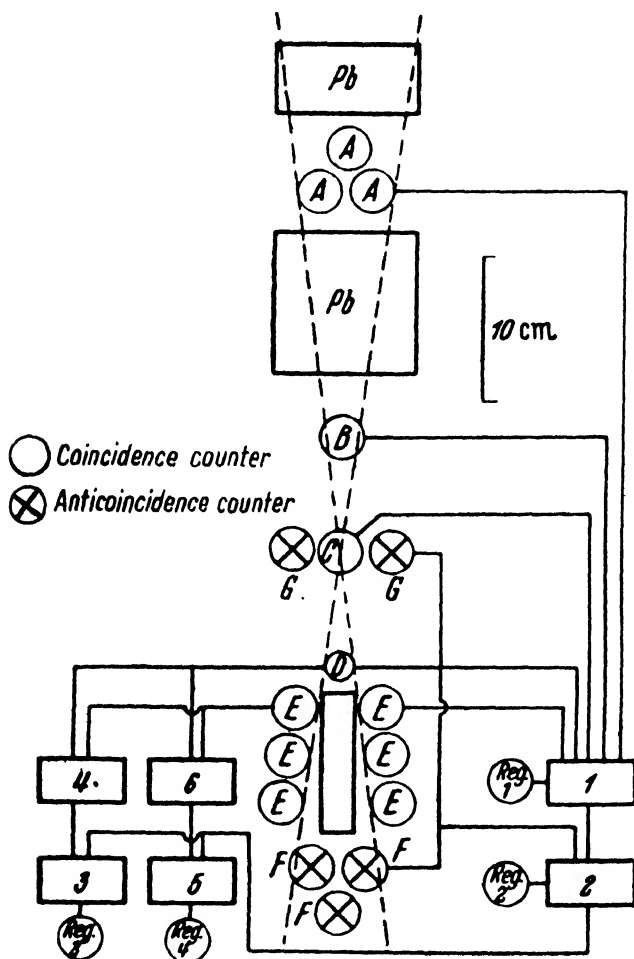 Pb
A
A A
Pb
10 cm
B
Coincidence counter
Anticoincidence counter
C
G G
D
E E
4. 6 E E Reg. 1 1
E E
3 5 F F Reg. 2 2
F
Reg. 3 Reg. 4